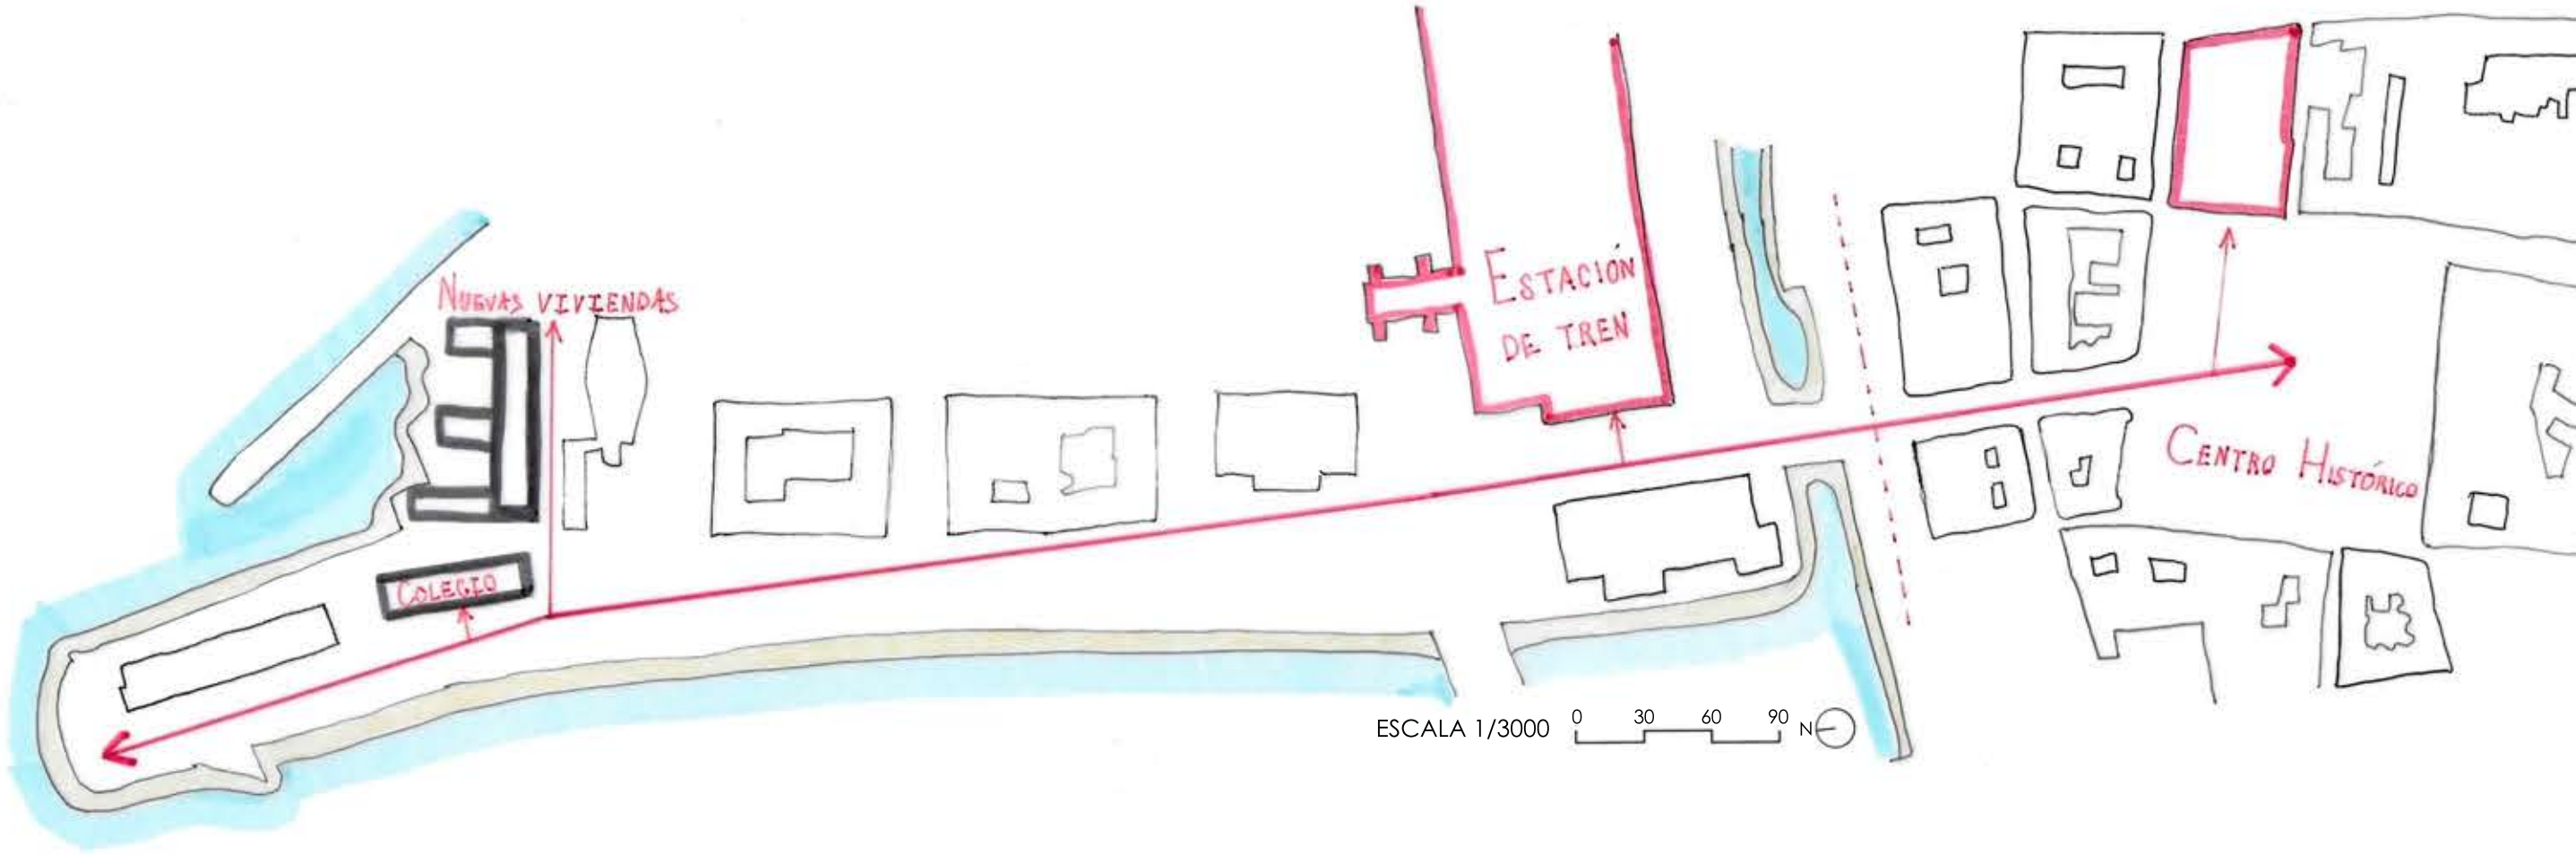 NUEVAS VIVIENDAS
ESTACIÓN
DE TREN
CENTRO HISTÓRICO
COLEGIO
ESCALA 1/3000
0 30 60 90
N